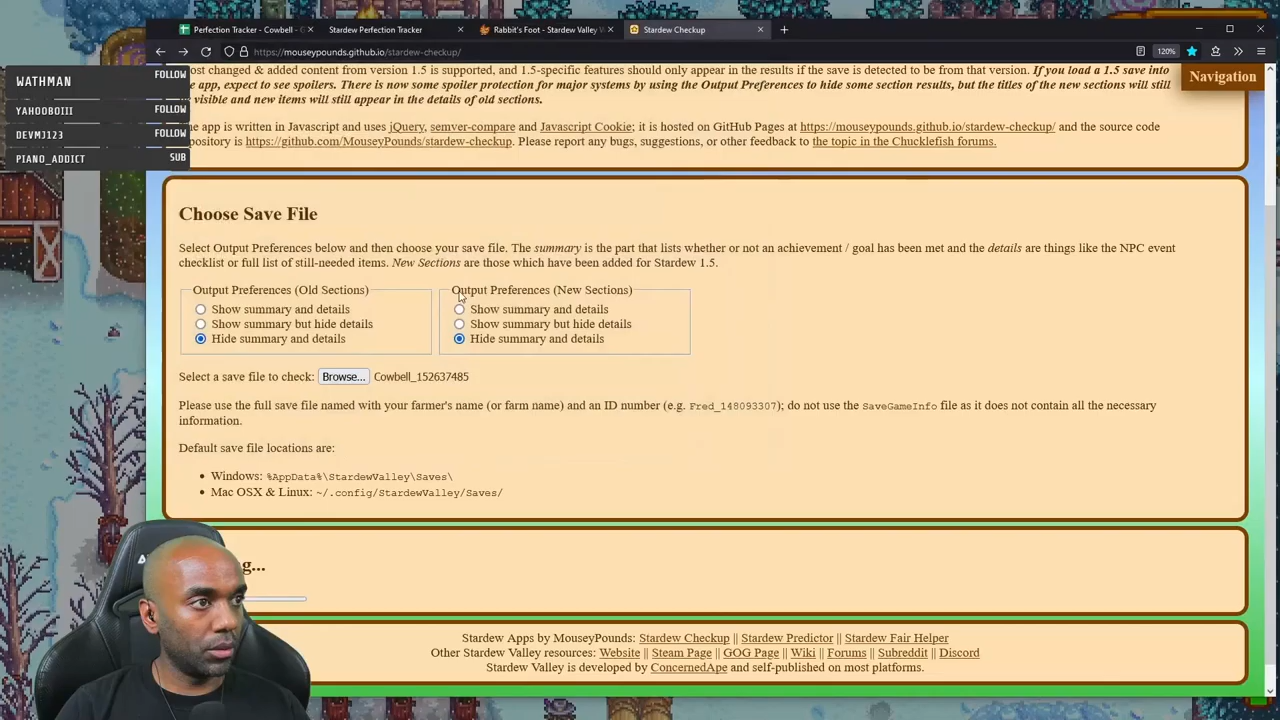 Perfection Tracker - Cowbell - G
Stardew Perfection Tracker
Rabbit's Foot - Stardew Valley W
Stardew Checkup
https://mouseypounds.github.io/stardew-checkup/
120%
Navigation
WATHMAN FOLLOW
YAHOOBOIII FOLLOW
DEVMJ123 FOLLOW
PIANO_ADDICT SUB
ost changed & added content from version 1.5 is supported, and 1.5-specific features should only appear in the results if the save is detected to be from that version. If you load a 1.5 save into
e app, expect to see spoilers. There is now some spoiler protection for major systems by using the Output Preferences to hide some section results, but the titles of the new sections will still
visible and new items will still appear in the details of old sections.
e app is written in Javascript and uses jQuery, semver-compare and Javascript Cookie; it is hosted on GitHub Pages at https://mouseypounds.github.io/stardew-checkup/ and the source code
pository is https://github.com/MouseyPounds/stardew-checkup. Please report any bugs, suggestions, or other feedback to the topic in the Chucklefish forums.
Choose Save File
Select Output Preferences below and then choose your save file. The summary is the part that lists whether or not an achievement / goal has been met and the details are things like the NPC event
checklist or full list of still-needed items. New Sections are those which have been added for Stardew 1.5.
Output Preferences (Old Sections)
Show summary and details
Show summary but hide details
Hide summary and details
Output Preferences (New Sections)
Show summary and details
Show summary but hide details
Hide summary and details
Select a save file to check: Browse... Cowbell_152637485
Please use the full save file named with your farmer's name (or farm name) and an ID number (e.g. Fred_148093307); do not use the SaveGameInfo file as it does not contain all the necessary
information.
Default save file locations are:
• Windows: %AppData%\StardewValley\Saves\
• Mac OSX & Linux: ~/.config/StardewValley/Saves/
g...
Stardew Apps by MouseyPounds: Stardew Checkup || Stardew Predictor || Stardew Fair Helper
Other Stardew Valley resources: Website || Steam Page || GOG Page || Wiki || Forums || Subreddit || Discord
Stardew Valley is developed by ConcernedApe and self-published on most platforms.